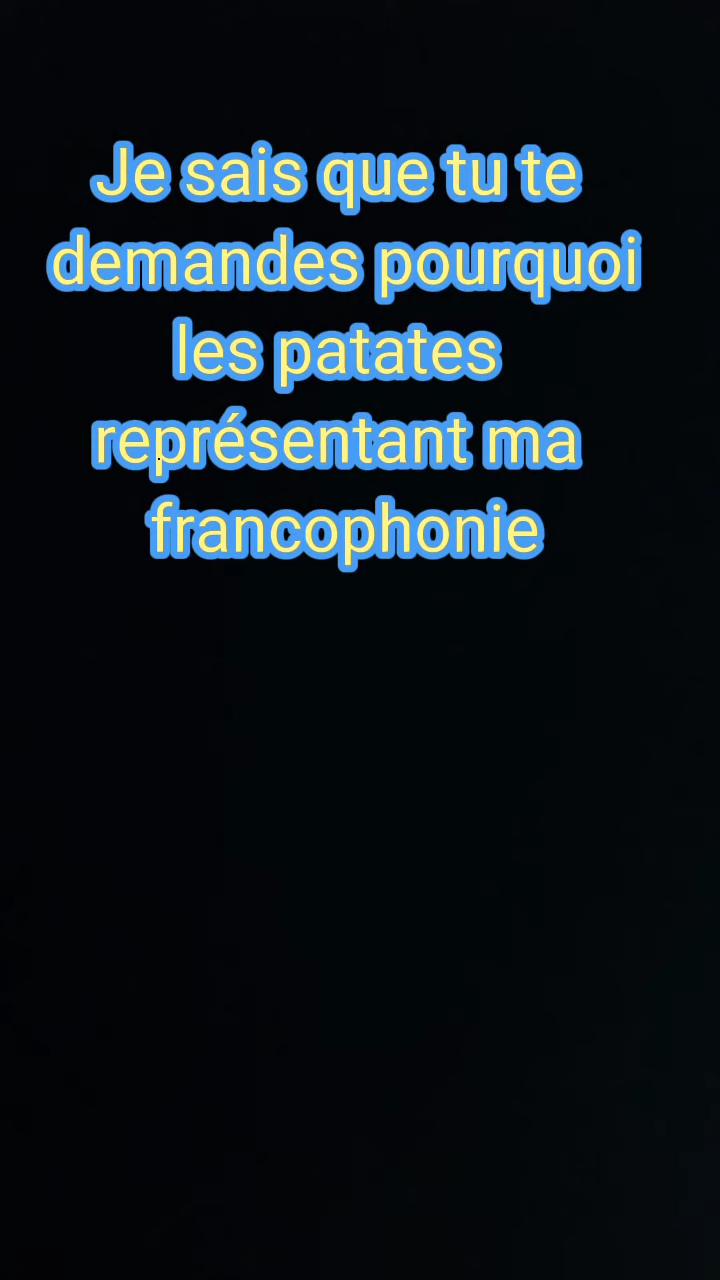 Je sais que tu te
demandes pourquoi
les patates
représentant ma
francophonie